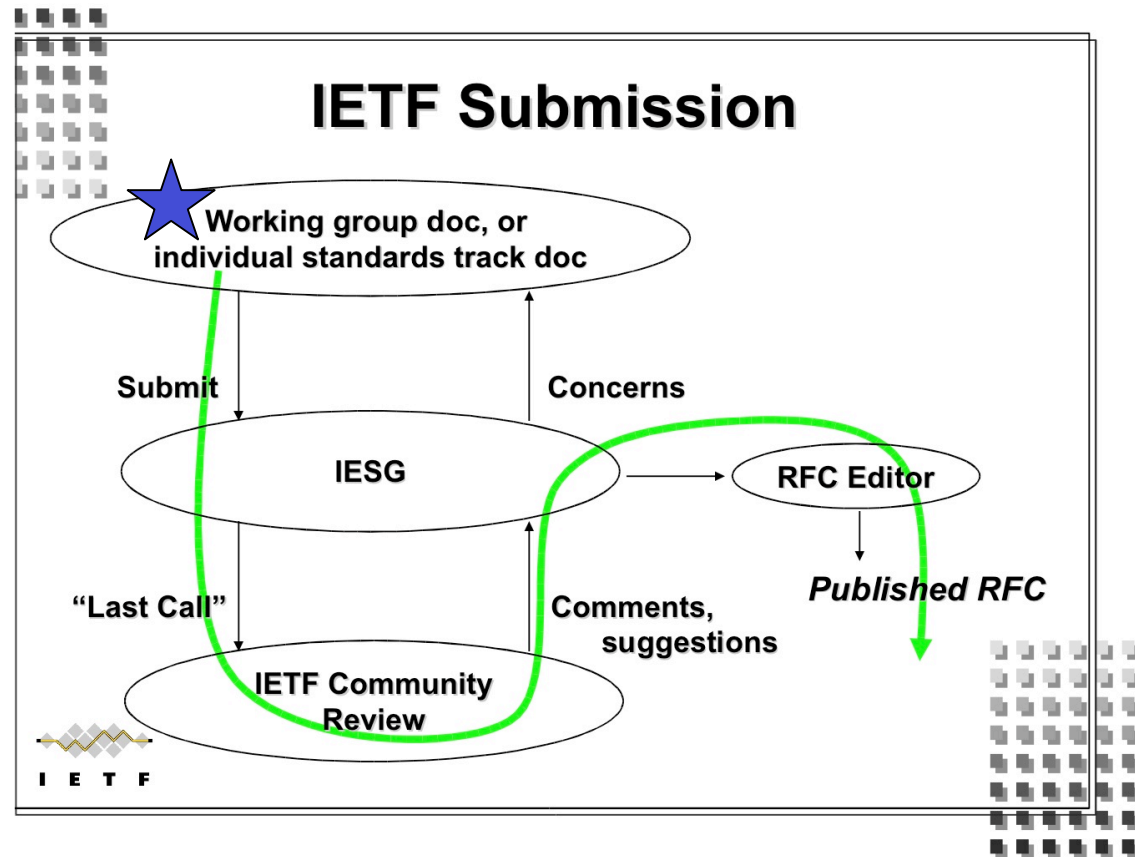 IETF Submission
Working group doc, or
individual standards track doc
Submit
Concerns
IESG
RFC Editor
Published RFC
“Last Call”
Comments,
suggestions
IETF Community
Review
I E T F